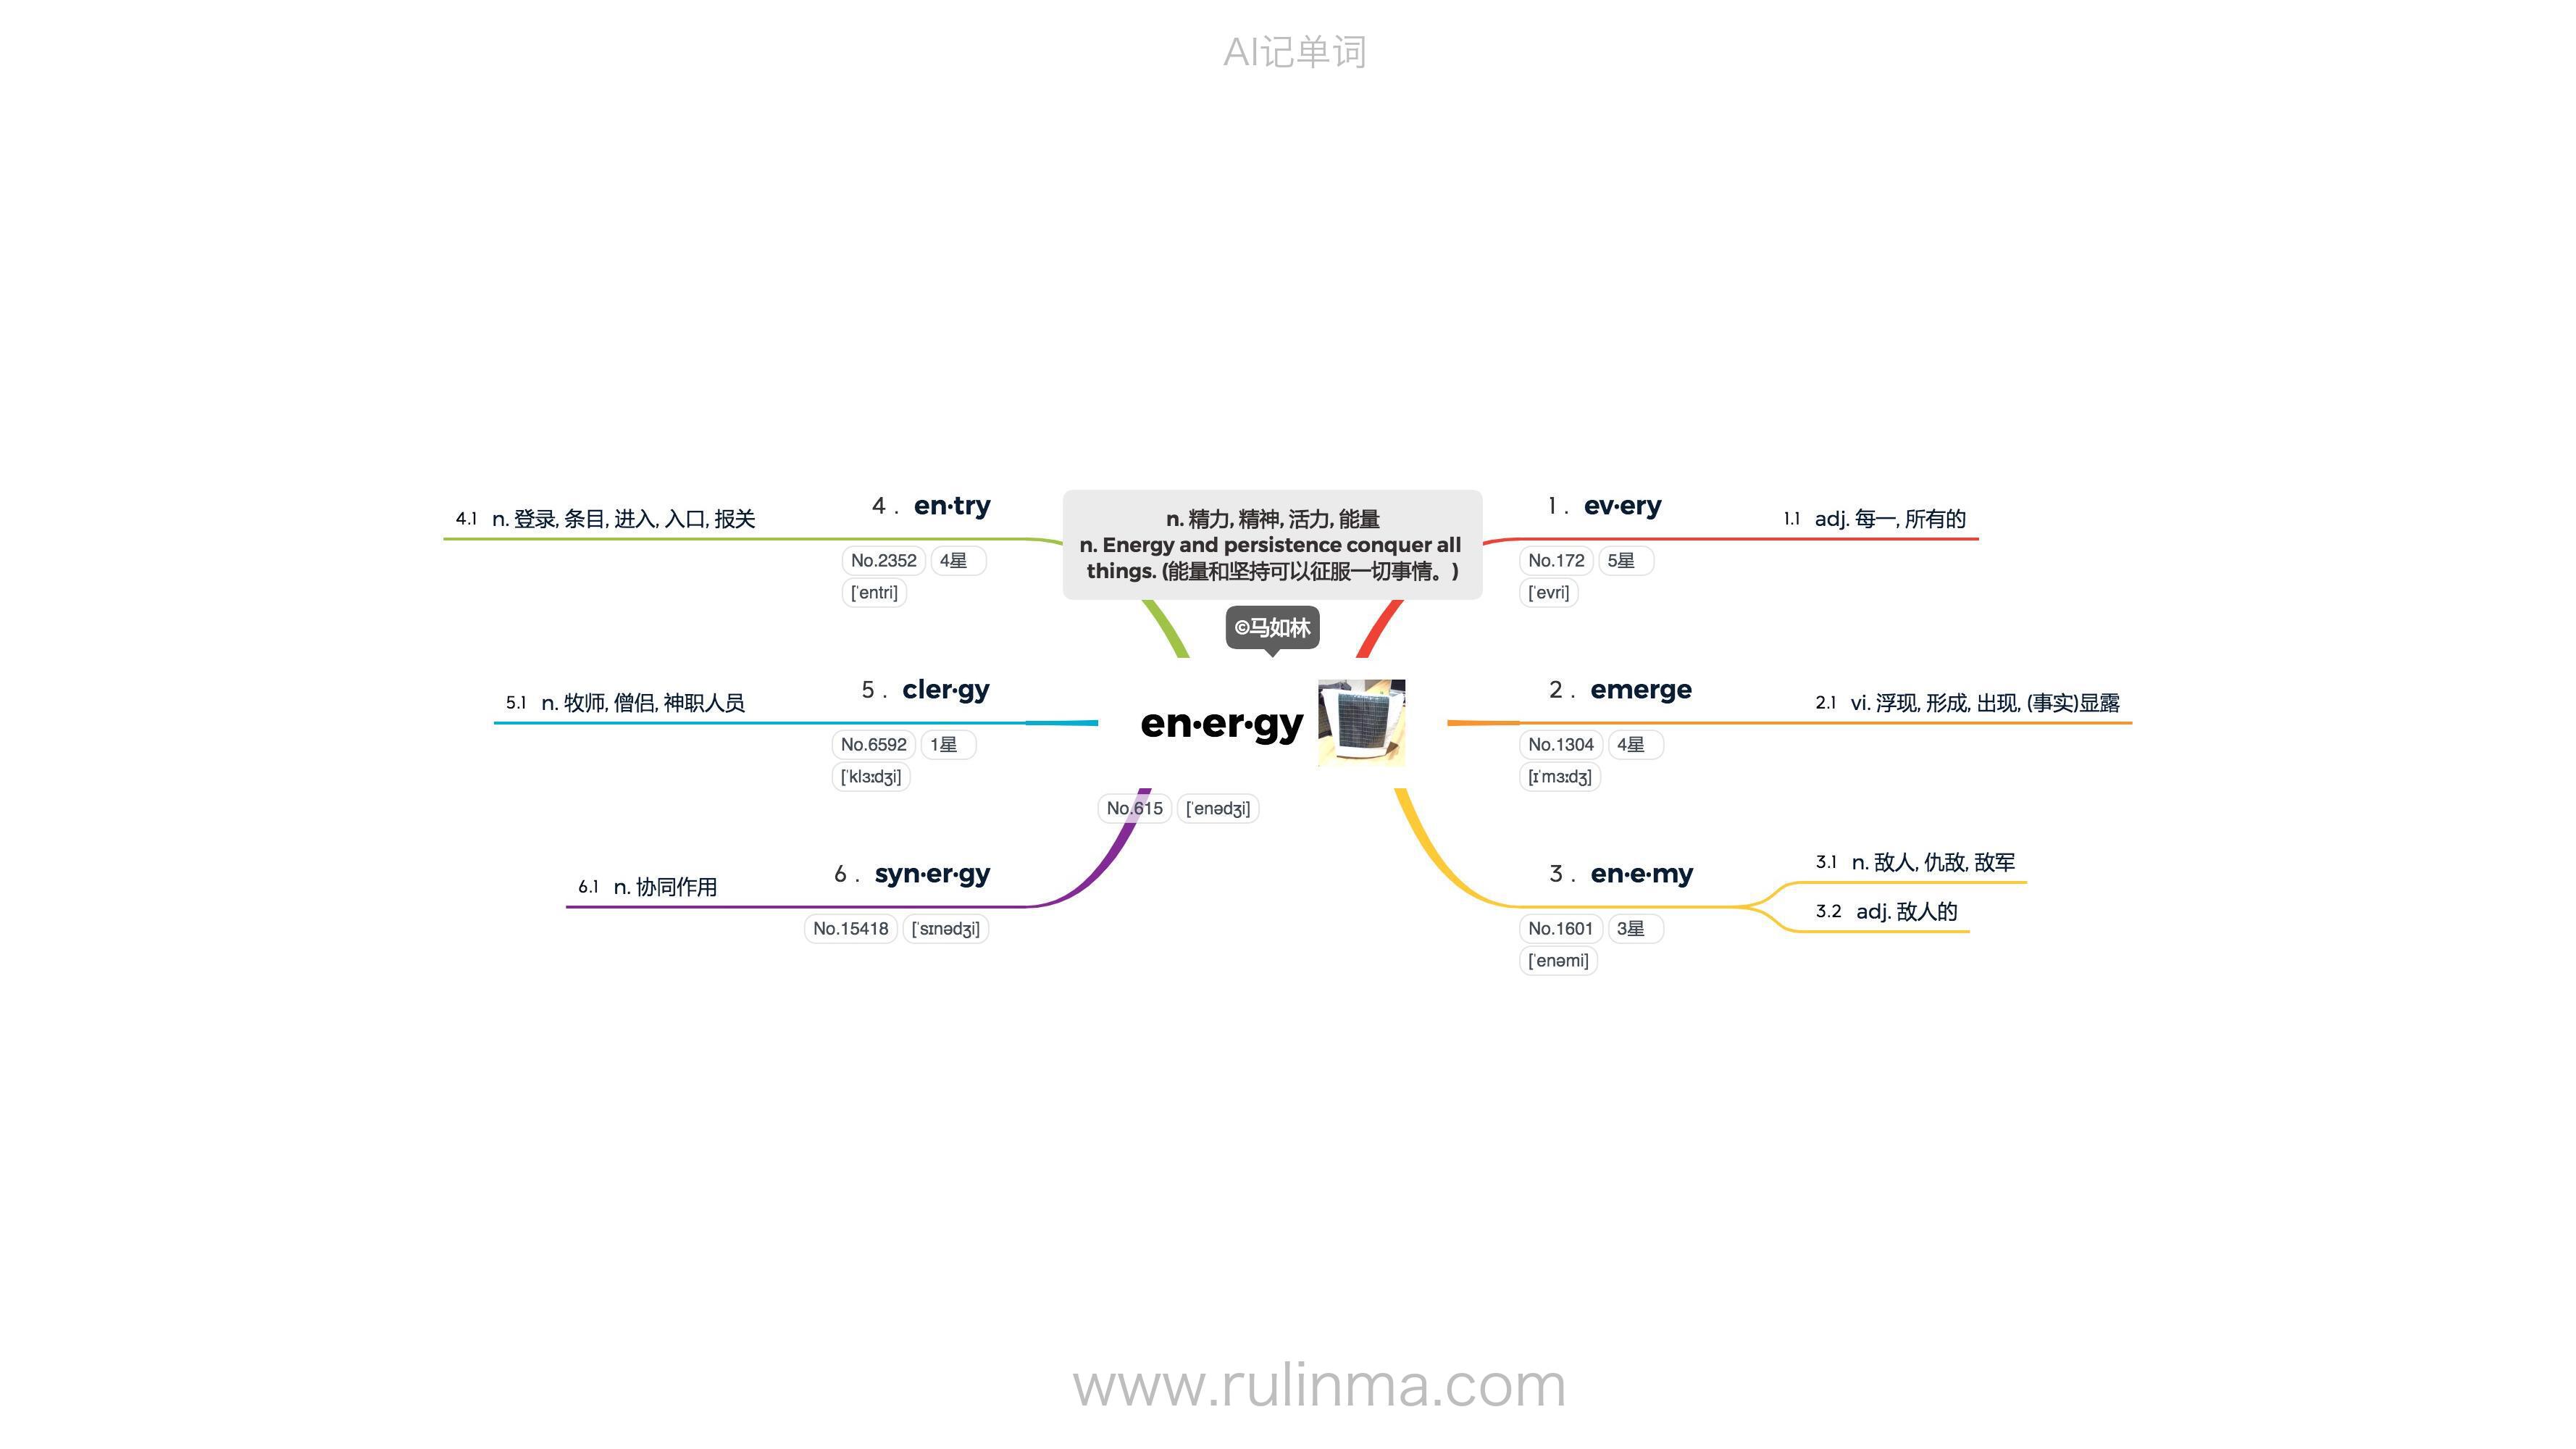 AI记单词
n. 精力, 精神, 活力, 能量
n. Energy and persistence conquer all
things. (能量和坚持可以征服一切事情。)
©马如林
en·er·gy
No.615 [ˈenədʒi]
1. ev·ery
No.172 5星
[ˈevri]
1.1 adj. 每一, 所有的
2. emerge
No.1304 4星
[ɪˈmɜːdʒ]
2.1 vi. 浮现, 形成, 出现, (事实)显露
3. en·e·my
No.1601 3星
[ˈenəmi]
3.1 n. 敌人, 仇敌, 敌军
3.2 adj. 敌人的
4. en·try
No.2352 4星
[ˈentri]
4.1 n. 登录, 条目, 进入, 入口, 报关
5. cler·gy
No.6592 1星
[ˈklɜːdʒi]
5.1 n. 牧师, 僧侣, 神职人员
6. syn·er·gy
No.15418 [ˈsɪnədʒi]
6.1 n. 协同作用
www.rulinma.com